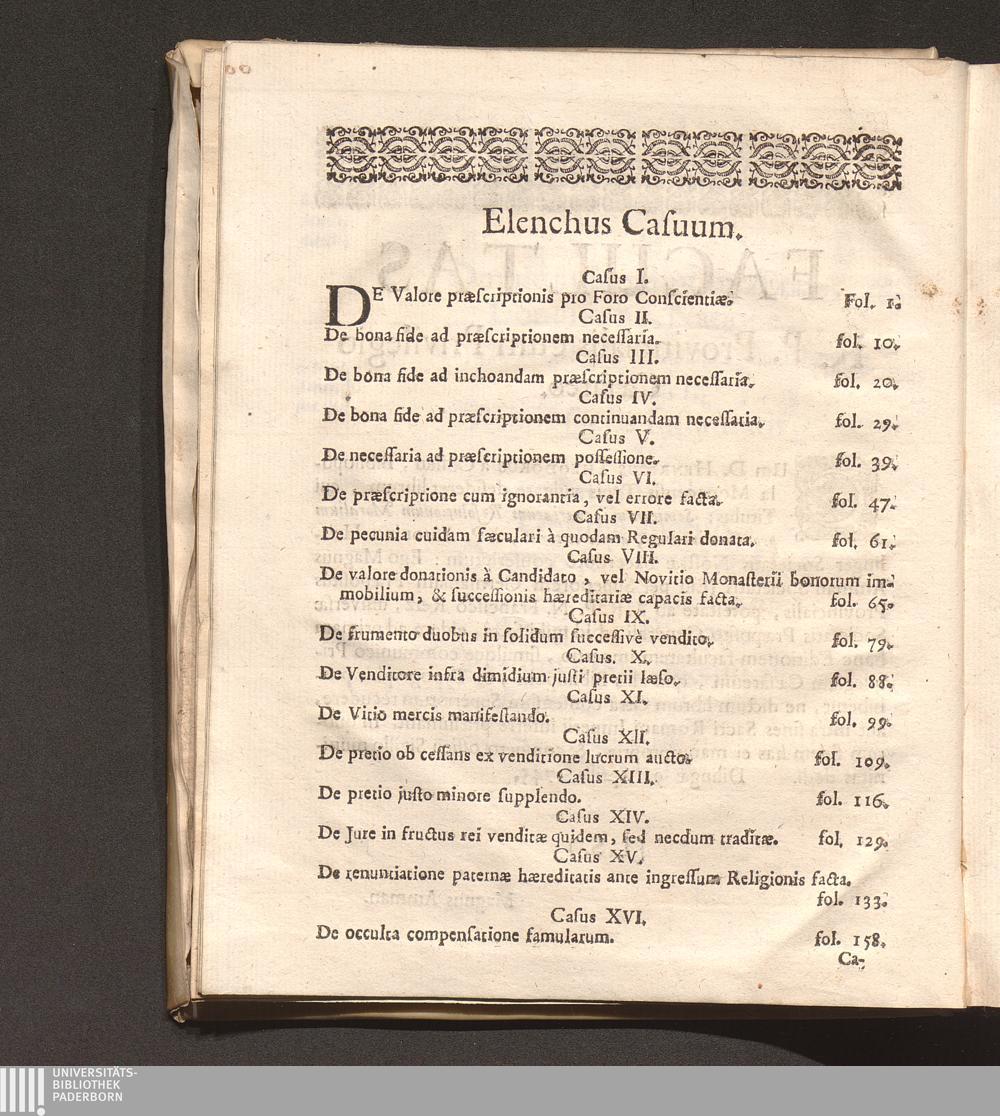 Elenchus Caſuum.
Caſus I.
DE Valore præſcriptionis pro Foro Conſcientiæ. Fol. 1.
Caſus II.
De bona fide ad præſcriptionem neceſſaria. fol. 10.
Caſus III.
De bona fide ad inchoandam præſcriptionem neceſſaria. fol. 20.
Caſus IV.
De bona fide ad præſcriptionem continuandam neceſſaria. fol. 29.
Caſus V.
De neceſſaria ad præſcriptionem poſſeſſione. fol. 39.
Caſus VI.
De præſcriptione cum ignorantia, vel errore facta. fol. 47.
Caſus VII.
De pecunia cuidam ſæculari à quodam Regulari donata. fol. 61.
Caſus VIII.
De valore donationis à Candidato, vel Novitio Monaſterii bonorum im-
mobilium, & ſucceſſionis hæreditariæ capacis facta. fol. 65.
Caſus IX.
De frumento duobus in ſolidum ſucceſſivè vendito. fol. 79.
Caſus. X.
De Venditore infra dimidium juſti pretii læſo. fol. 88.
Caſus XI.
De Vitio mercis manifeſtando. fol. 99.
Caſus XII.
De pretio ob ceſſans ex venditione lucrum aucto. fol. 109.
Caſus XIII.
De pretio juſto minore ſupplendo. fol. 116.
Caſus XIV.
De Jure in fructus rei venditæ quidem, ſed necdum traditæ. fol. 129.
Caſus XV.
De renuntiatione paternæ hæreditatis ante ingreſſum Religionis facta.
fol. 133.
Caſus XVI.
De occulta compenſatione famularum. fol. 158.
Ca-
UNIVERSITÄTS-
BIBLIOTHEK
PADERBORN